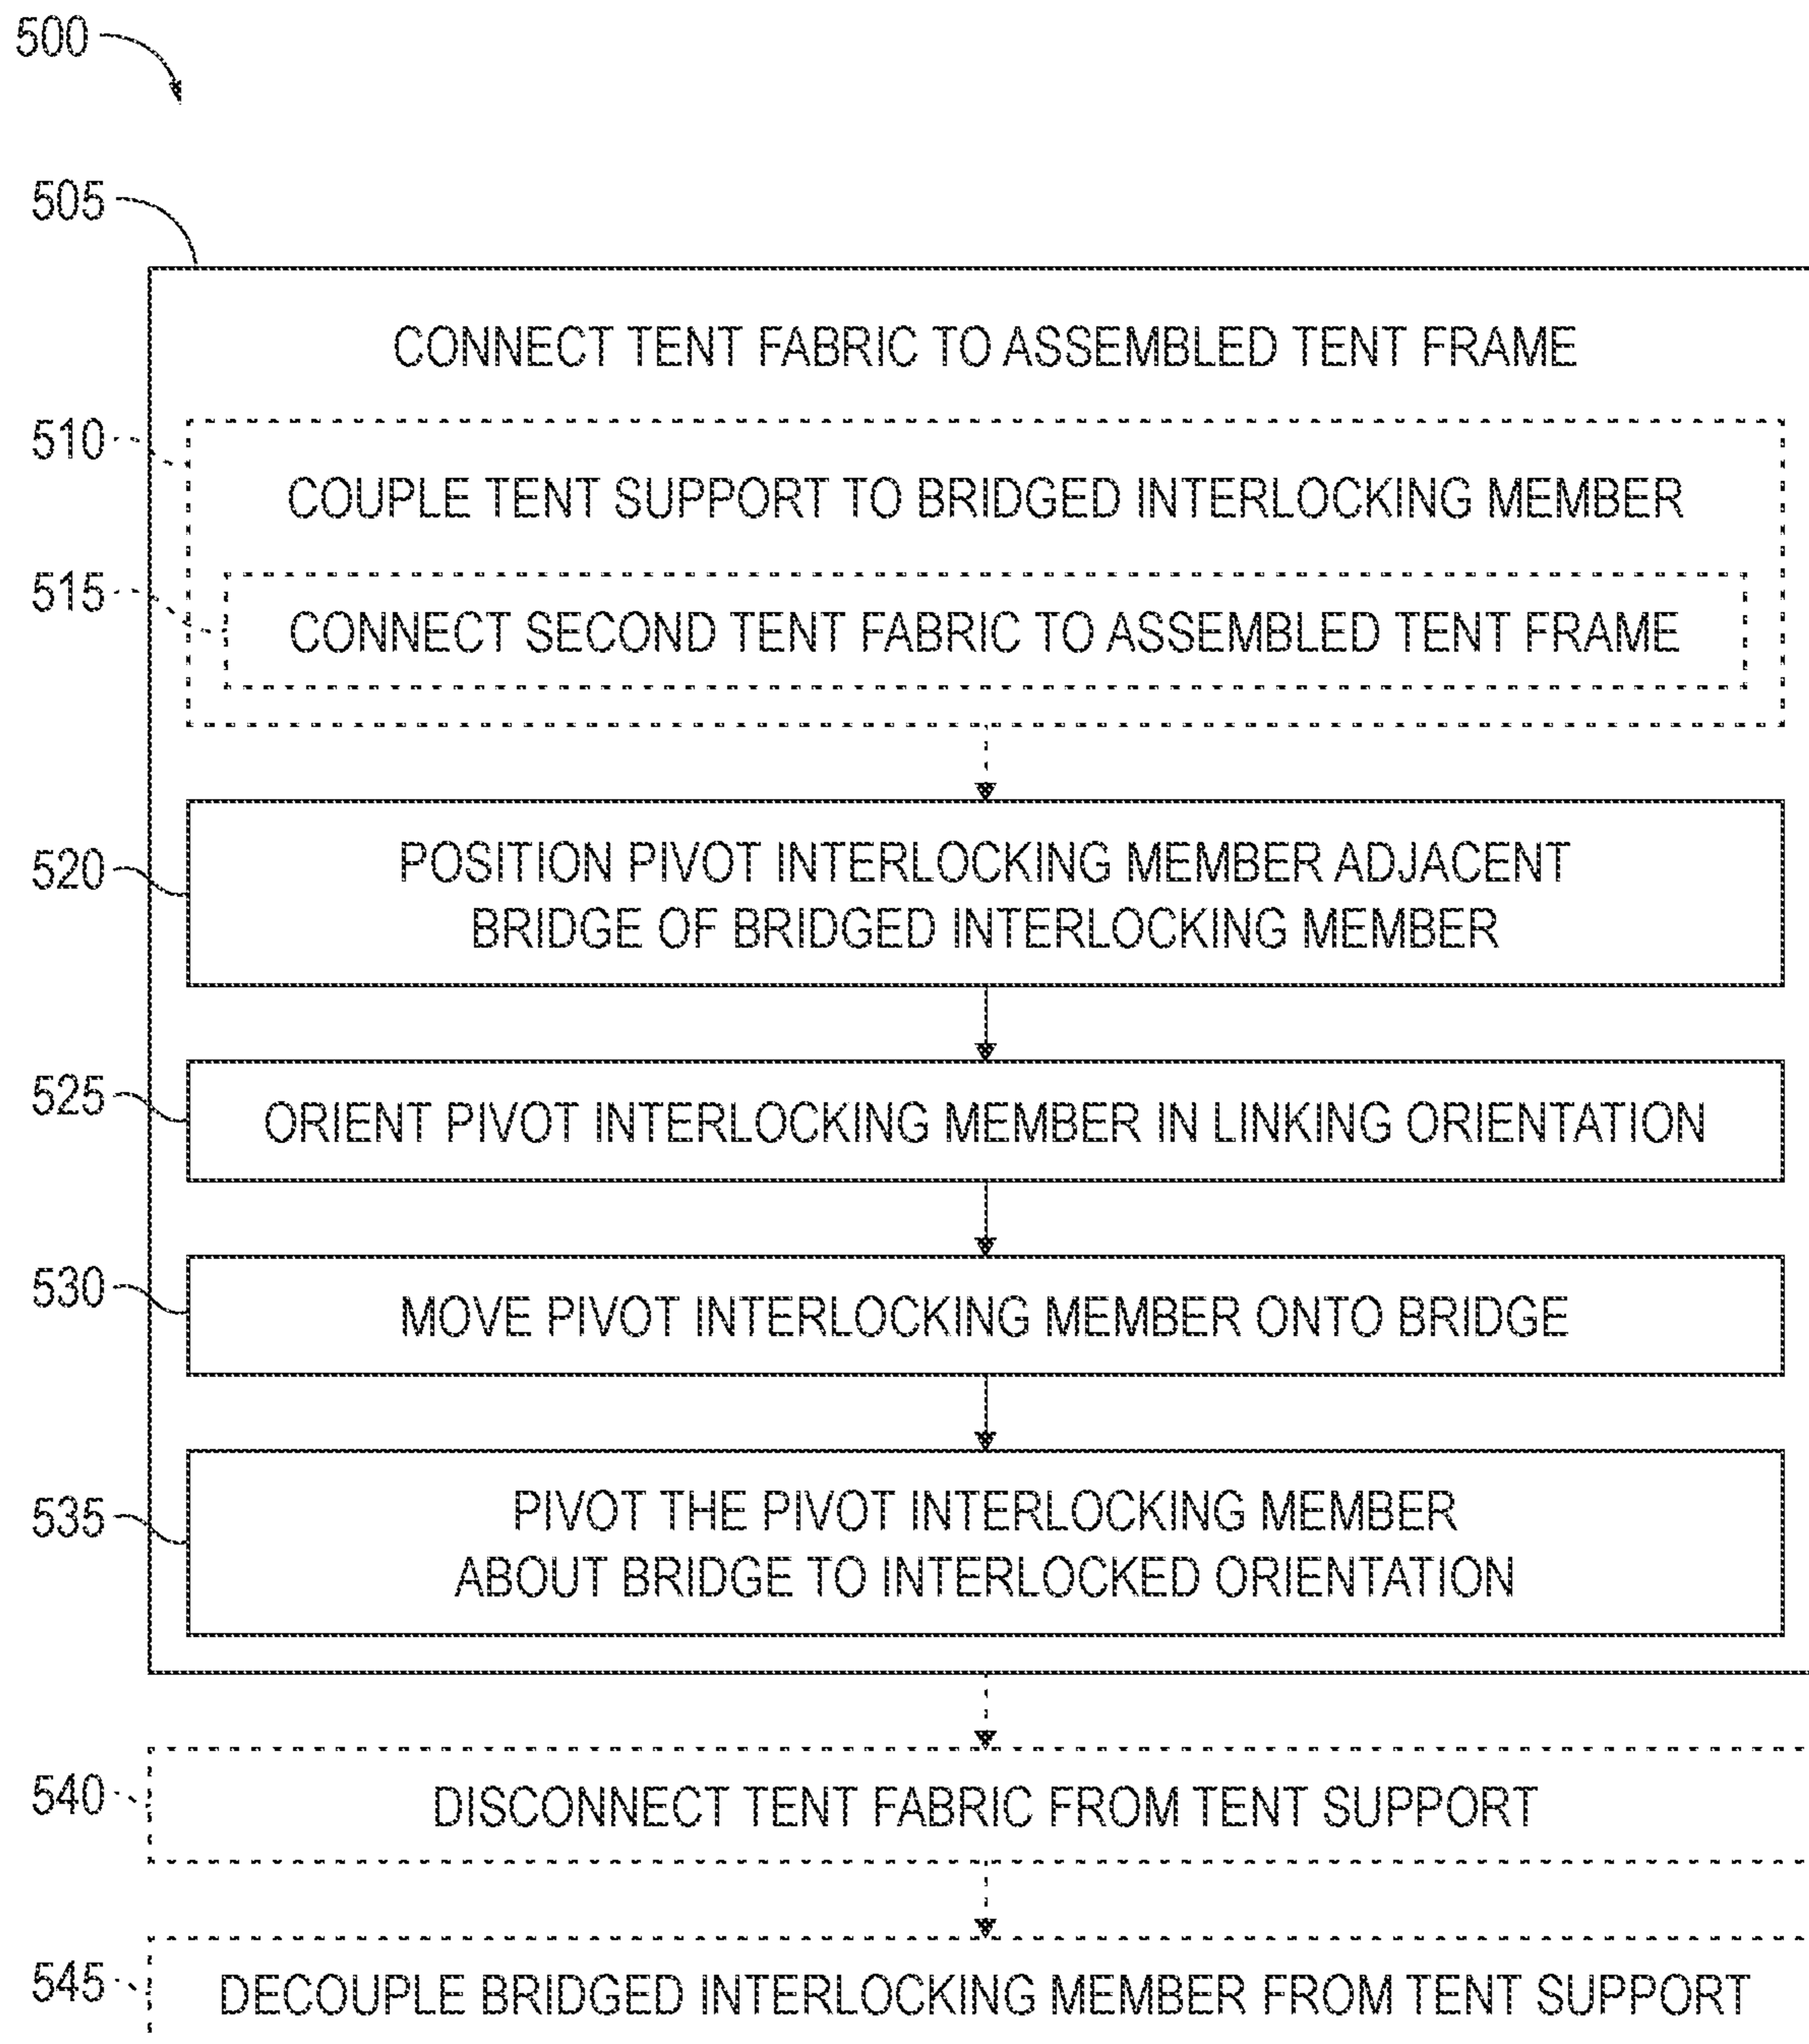 500
505
CONNECT TENT FABRIC TO ASSEMBLED TENT FRAME
510
COUPLE TENT SUPPORT TO BRIDGED INTERLOCKING MEMBER
515
CONNECT SECOND TENT FABRIC TO ASSEMBLED TENT FRAME
520
POSITION PIVOT INTERLOCKING MEMBER ADJACENT
BRIDGE OF BRIDGED INTERLOCKING MEMBER
525
ORIENT PIVOT INTERLOCKING MEMBER IN LINKING ORIENTATION
530
MOVE PIVOT INTERLOCKING MEMBER ONTO BRIDGE
535
PIVOT THE PIVOT INTERLOCKING MEMBER
ABOUT BRIDGE TO INTERLOCKED ORIENTATION
540
DISCONNECT TENT FABRIC FROM TENT SUPPORT
545
DECOUPLE BRIDGED INTERLOCKING MEMBER FROM TENT SUPPORT